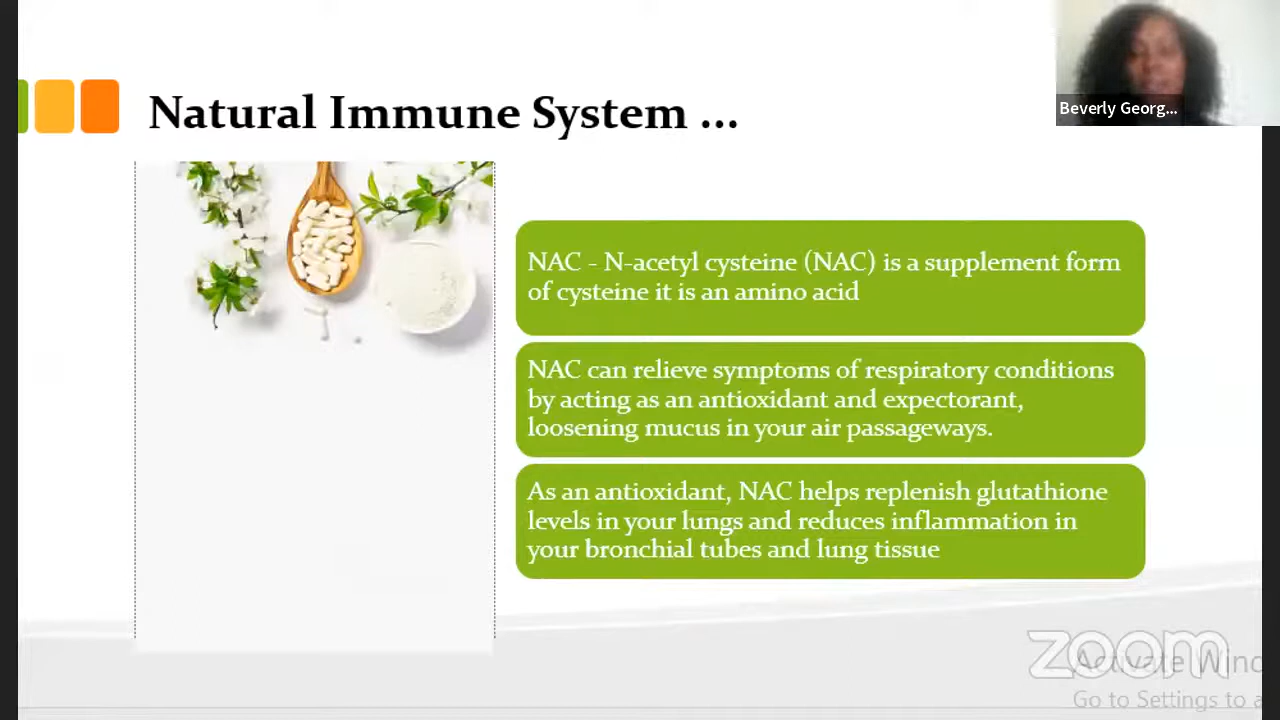 Natural Immune System ...
Beverly Georg...
NAC - N-acetyl cysteine (NAC) is a supplement form
of cysteine it is an amino acid
NAC can relieve symptoms of respiratory conditions
by acting as an antioxidant and expectorant,
loosening mucus in your air passageways.
As an antioxidant, NAC helps replenish glutathione
levels in your lungs and reduces inflammation in
your bronchial tubes and lung tissue
zoom
Activate Wind
Go to Settings to a